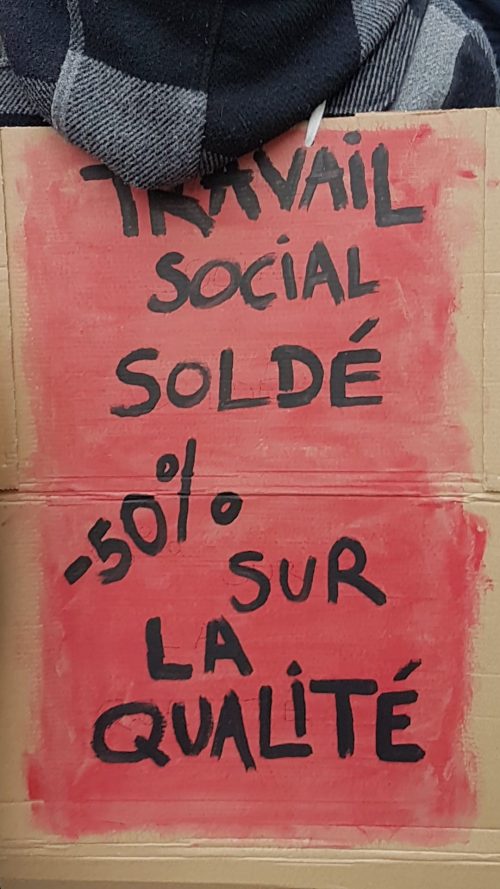 TRAVAIL
SOCIAL
SOLDÉ
-50%
SUR
LA
QUALITÉ